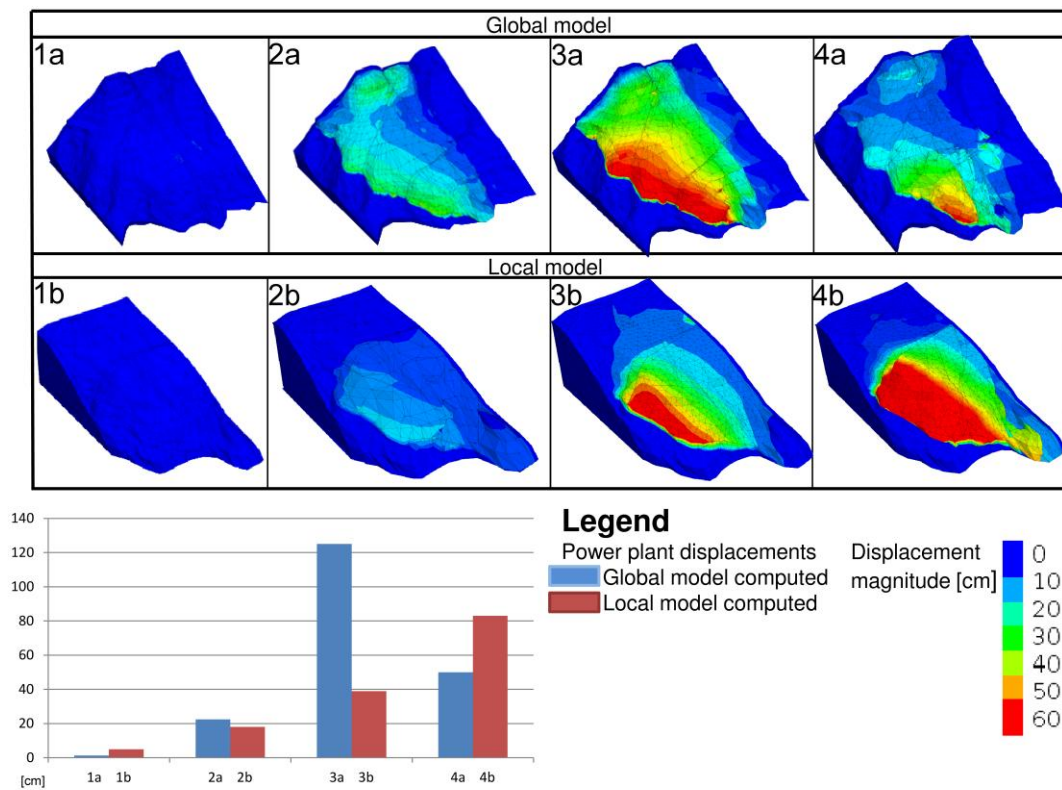 Global model
1a 2a 3a 4a
Local model
1b 2b 3b 4b
140
120
100
80
60
40
20
0
[cm] 1a 1b 2a 2b 3a 3b 4a 4b
Legend
Power plant displacements
Global model computed
Local model computed
Displacement
magnitude [cm]
0
10
20
30
40
50
60